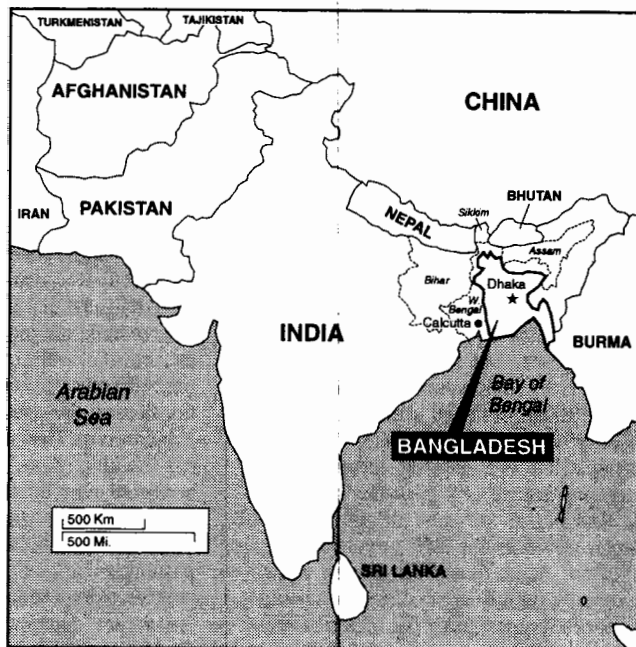 TURKMENISTAN
TAJIKISTAN
AFGHANISTAN
CHINA
IRAN
PAKISTAN
NEPAL
Sikkim
BHUTAN
Assam
Bihar
Dhaka
W.
Bengal
Calcutta
INDIA
BURMA
Arabian
Sea
Bay of
Bengal
BANGLADESH
500 Km
500 Mi.
SRI LANKA